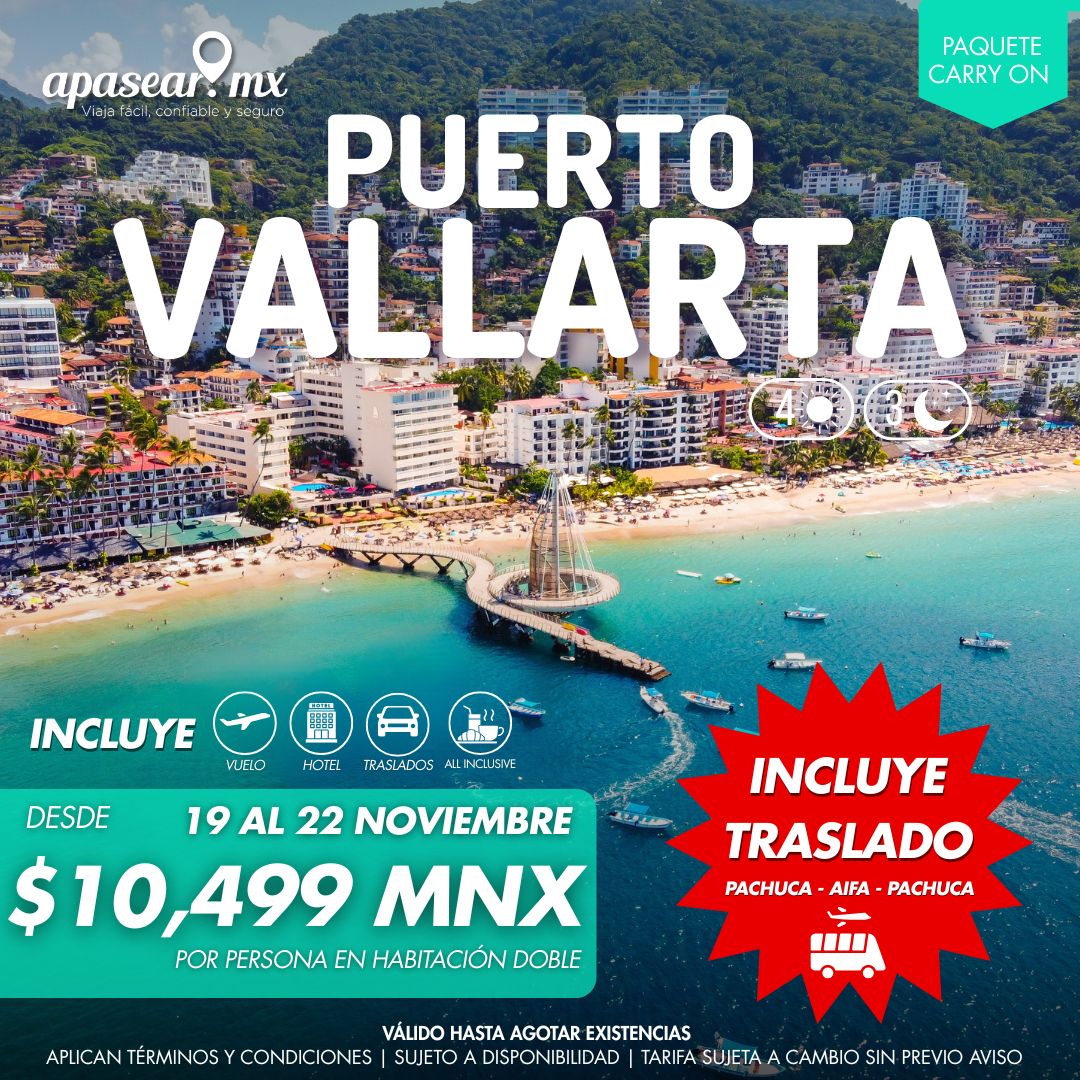 apasear.mx
Viaja fácil, confiable y seguro
PAQUETE
CARRY ON
PUERTO
VALLARTA
4 3
INCLUYE
VUELO HOTEL TRASLADOS ALL INCLUSIVE
HOTEL
DESDE 19 AL 22 NOVIEMBRE
$10,499 MNX
POR PERSONA EN HABITACIÓN DOBLE
INCLUYE
TRASLADO
PACHUCA - AIFA - PACHUCA
VÁLIDO HASTA AGOTAR EXISTENCIAS
APLICAN TÉRMINOS Y CONDICIONES | SUJETO A DISPONIBILIDAD | TARIFA SUJETA A CAMBIO SIN PREVIO AVISO